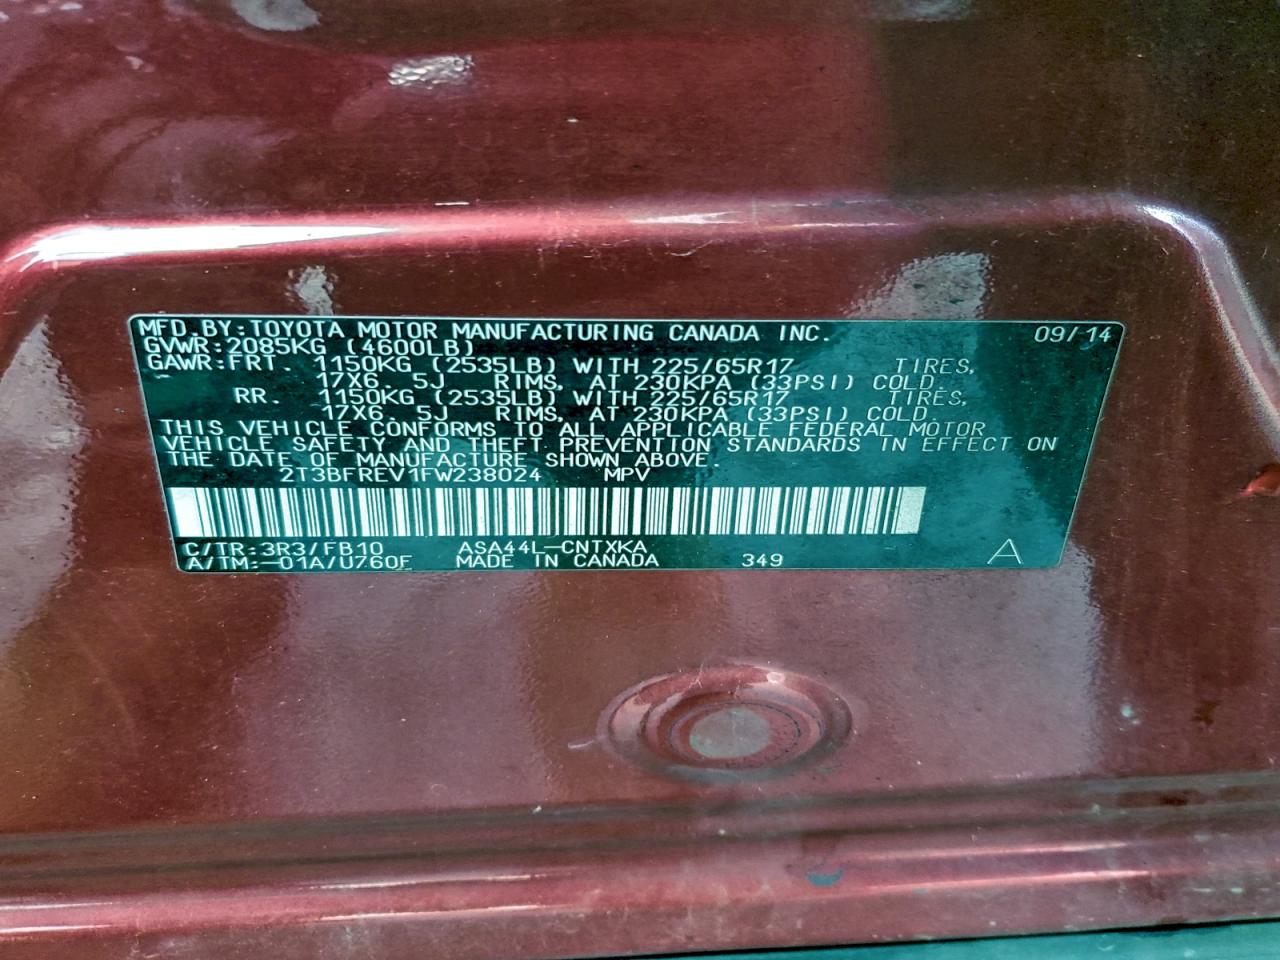 MFD.BY:TOYOTA MOTOR MANUFACTURING CANADA INC. 09/14
GVWR:2085KG (4600LB)
GAWR:FRT. 1150KG (2535LB) WITH 225/65R17 TIRES,
17X6.5J RIMS, AT 230KPA (33PSI) COLD.
RR. 1150KG (2535LB) WITH 225/65R17 TIRES,
17X6.5J RIMS, AT 230KPA (33PSI) COLD.
THIS VEHICLE CONFORMS TO ALL APPLICABLE FEDERAL MOTOR
VEHICLE SAFETY AND THEFT PREVENTION STANDARDS IN EFFECT ON
THE DATE OF MANUFACTURE SHOWN ABOVE.
2T3BFREV1FW238024 MPV
C/TR:3R3/FB10 ASA44L-CNTXKA
A/TM:-01A/U760F MADE IN CANADA 349 A